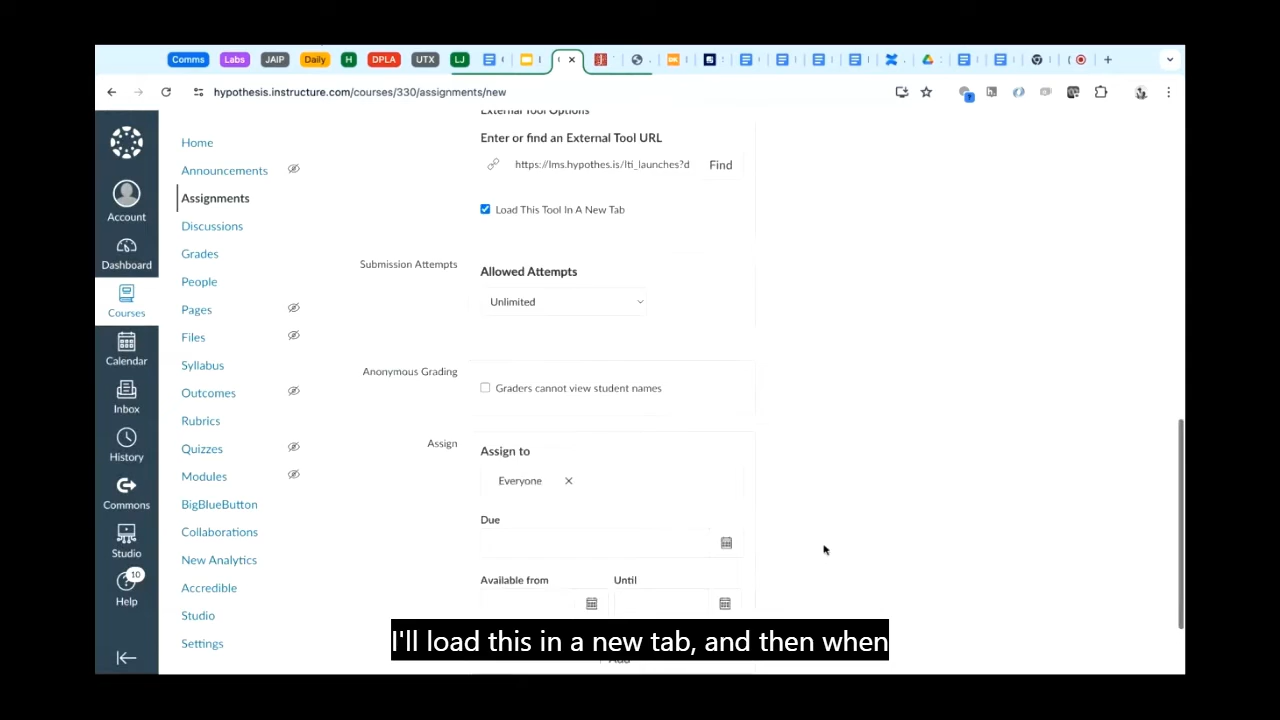 Comms Labs JAIP Daily H DPLA UTX LJ
hypothesis.instructure.com/courses/330/assignments/new
Account
Dashboard
Courses
Calendar
Inbox
History
Commons
Studio
10
Help
Home
Announcements
Assignments
Discussions
Grades
People
Pages
Files
Syllabus
Outcomes
Rubrics
Quizzes
Modules
BigBlueButton
Collaborations
New Analytics
Accredible
Studio
Settings
External Tool Options
Enter or find an External Tool URL
https://lms.hypothes.is/lti_launches?d Find
Load This Tool In A New Tab
Submission Attempts
Allowed Attempts
Unlimited
Anonymous Grading
Graders cannot view student names
Assign
Assign to
Everyone
Due
Available from Until
I'll load this in a new tab, and then when